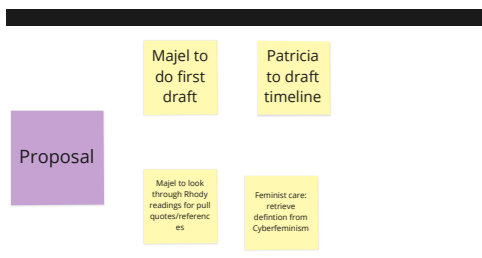 Majel to
do first
draft
Patricia
to draft
timeline
Proposal
Majel to look
through Rhody
readings for pull
quotes/referenc
es
Feminist care:
retrieve
defintion from
Cyberfeminism